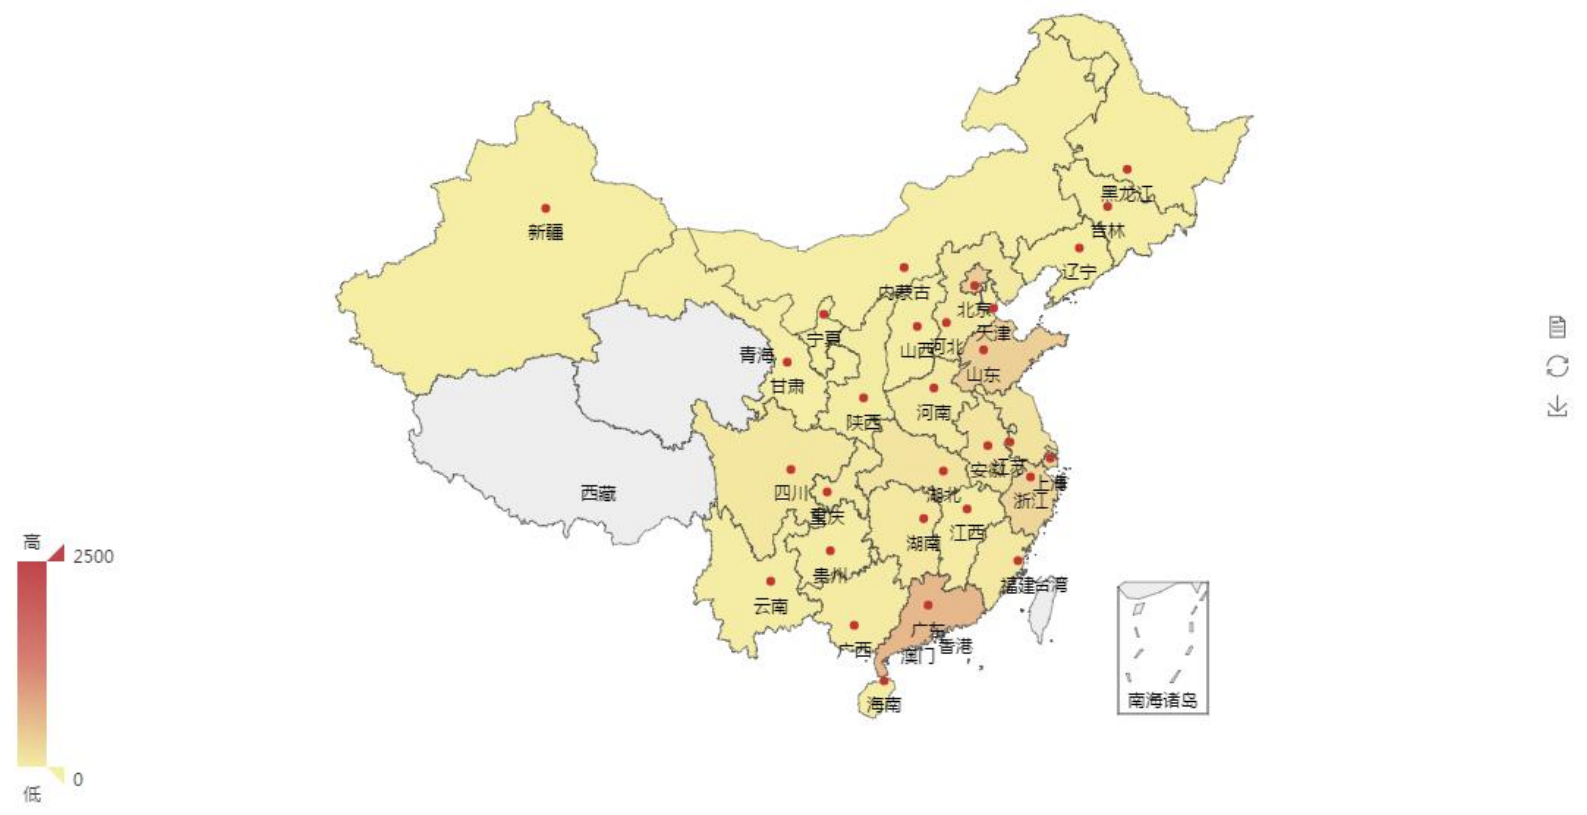 黑龙江
吉林
新疆
辽宁
内蒙古
北京
天津
宁夏
山西
河北
青海
甘肃
山东
陕西
河南
安徽
江苏
上海
四川
湖北
浙江
西藏
重庆
湖南
江西
贵州
福建
台湾
云南
广东
香港
广西
澳门
海南
南海诸岛
高
2500
0
低